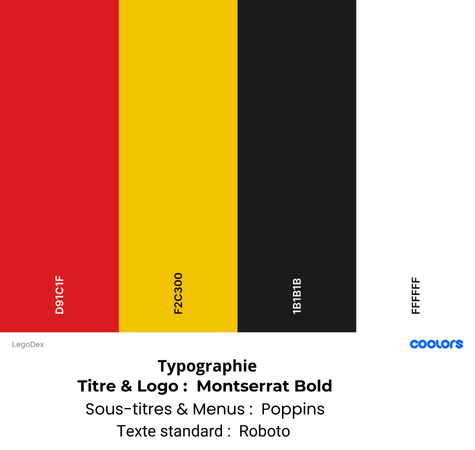 D91C1F
F2C300
1B1B1B
FFFFFF
LegoDex
coolors
Typographie
Titre & Logo : Montserrat Bold
Sous-titres & Menus : Poppins
Texte standard : Roboto